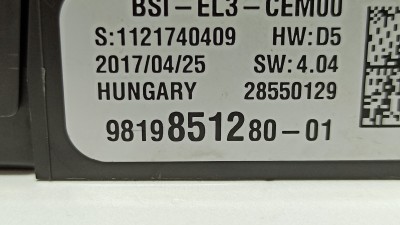 BSI-EL3-CEM00
S:1121740409 HW:D5
2017/04/25 SW:4.04
HUNGARY 28550129
9819851280-01